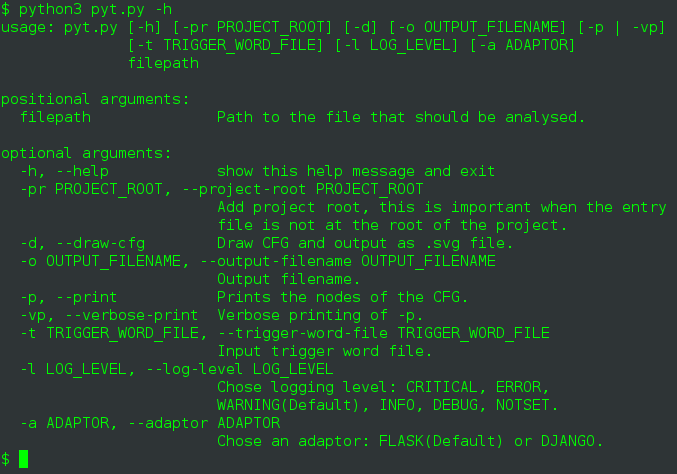 $ python3 pyt.py -h
usage: pyt.py [-h] [-pr PROJECT_ROOT] [-d] [-o OUTPUT_FILENAME] [-p | -vp]
              [-t TRIGGER_WORD_FILE] [-l LOG_LEVEL] [-a ADAPTOR]
              filepath

positional arguments:
  filepath              Path to the file that should be analysed.

optional arguments:
  -h, --help            show this help message and exit
  -pr PROJECT_ROOT, --project-root PROJECT_ROOT
                        Add project root, this is important when the entry
                        file is not at the root of the project.
  -d, --draw-cfg        Draw CFG and output as .svg file.
  -o OUTPUT_FILENAME, --output-filename OUTPUT_FILENAME
                        Output filename.
  -p, --print           Prints the nodes of the CFG.
  -vp, --verbose-print  Verbose printing of -p.
  -t TRIGGER_WORD_FILE, --trigger-word-file TRIGGER_WORD_FILE
                        Input trigger word file.
  -l LOG_LEVEL, --log-level LOG_LEVEL
                        Chose logging level: CRITICAL, ERROR,
                        WARNING(Default), INFO, DEBUG, NOTSET.
  -a ADAPTOR, --adaptor ADAPTOR
                        Chose an adaptor: FLASK(Default) or DJANGO.
$